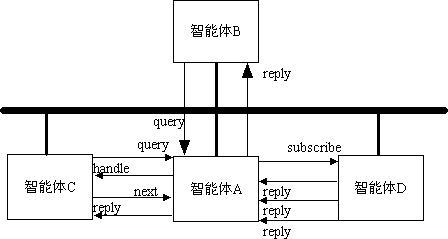 智能体B
reply
query
query
subscribe
handle
智能体C
next
智能体A
智能体D
reply
reply
reply
reply